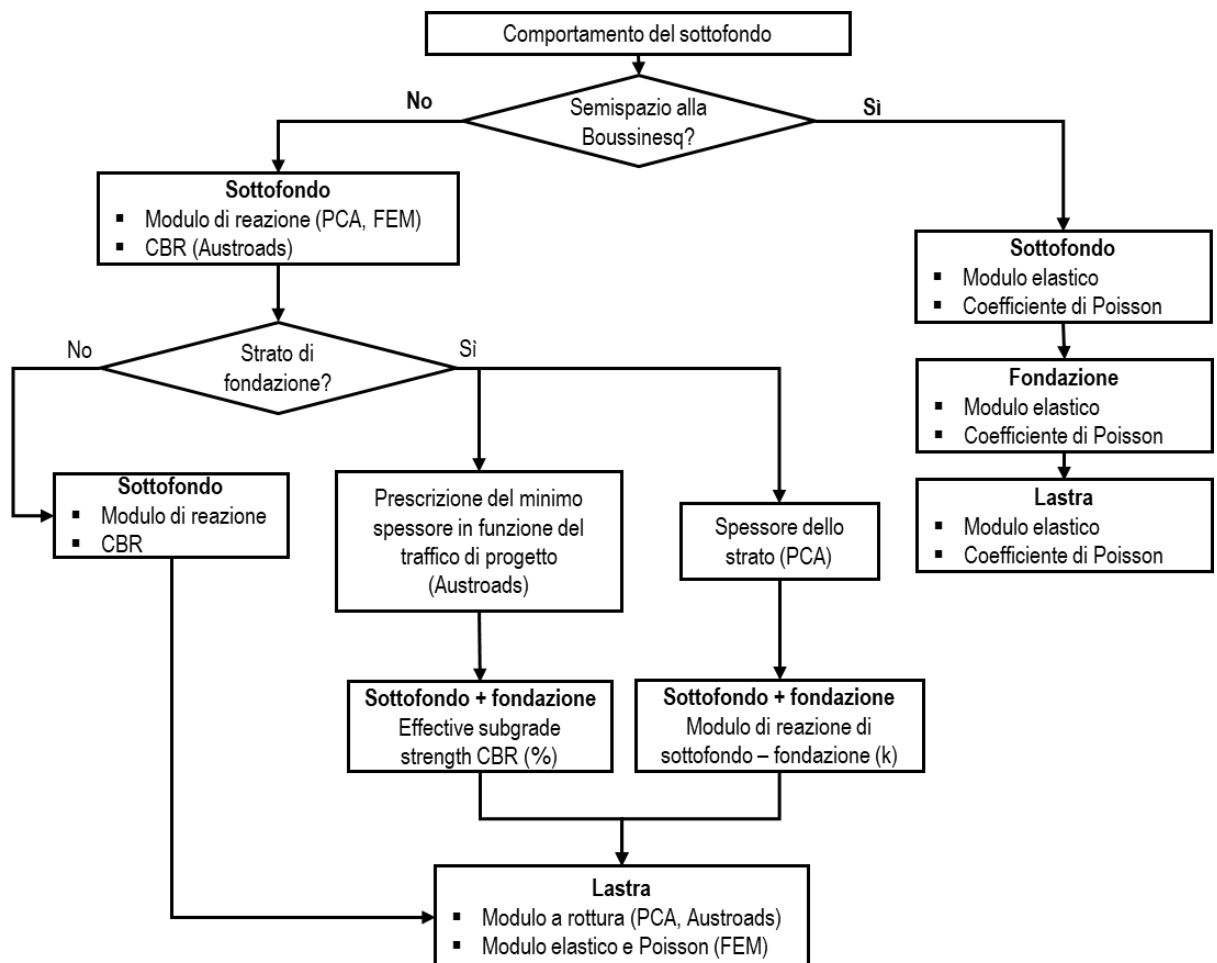 Comportamento del sottofondo
Semispazio alla
Boussinesq?
No
Sì
Sottofondo
▪ Modulo di reazione (PCA, FEM)
▪ CBR (Austroads)
Sottofondo
▪ Modulo elastico
▪ Coefficiente di Poisson
Strato di
fondazione?
No
Sì
Fondazione
▪ Modulo elastico
▪ Coefficiente di Poisson
Sottofondo
▪ Modulo di reazione
▪ CBR
Prescrizione del minimo
spessore in funzione del
traffico di progetto
(Austroads)
Spessore dello
strato (PCA)
Lastra
▪ Modulo elastico
▪ Coefficiente di Poisson
Sottofondo + fondazione
Effective subgrade
strength CBR (%)
Sottofondo + fondazione
Modulo di reazione di
sottofondo – fondazione (k)
Lastra
▪ Modulo a rottura (PCA, Austroads)
▪ Modulo elastico e Poisson (FEM)